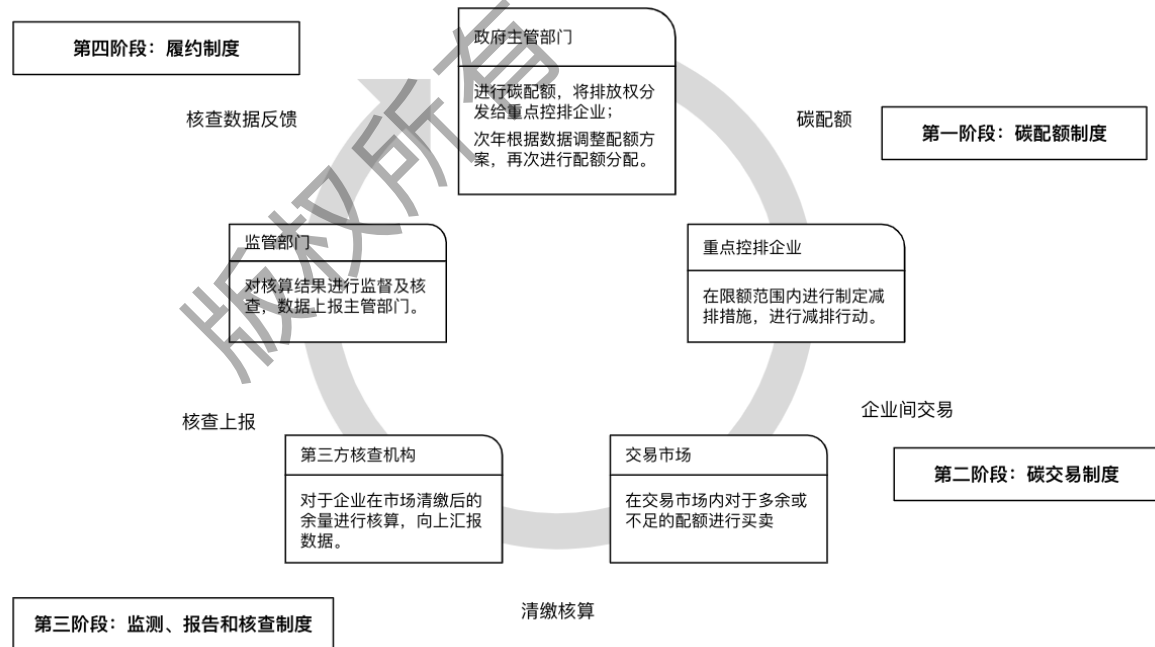 第四阶段：履约制度
政府主管部门
进行碳配额，将排放权分
发给重点控排企业；
次年根据数据调整配额方
案，再次进行配额分配。
核查数据反馈
碳配额
第一阶段：碳配额制度
监管部门
对核算结果进行监督及核
查，数据上报主管部门。
重点控排企业
在限额范围内进行制定减
排措施，进行减排行动。
核查上报
企业间交易
第三方核查机构
对于企业在市场清缴后的
余量进行核算，向上汇报
数据。
交易市场
在交易市场内对于多余或
不足的配额进行买卖
第二阶段：碳交易制度
清缴核算
第三阶段：监测、报告和核查制度
版权所有